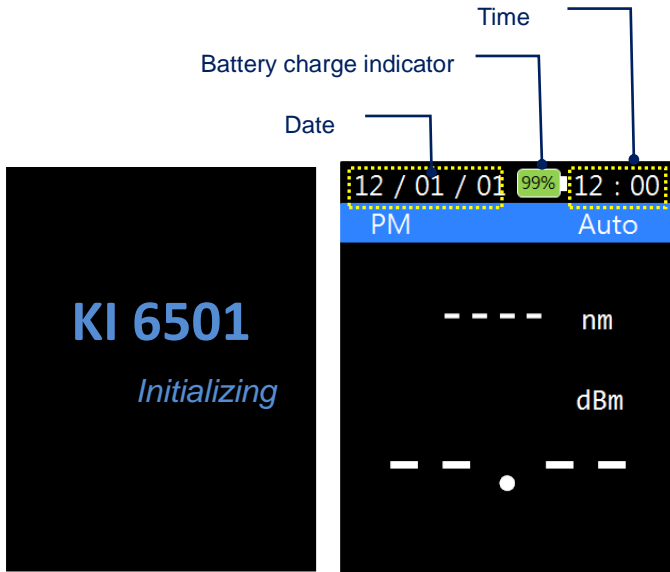 Time
Battery charge indicator
Date
12 / 01 / 01 99% 12 : 00
PM Auto
KI 6501
Initializing
---- nm
dBm
-- . --